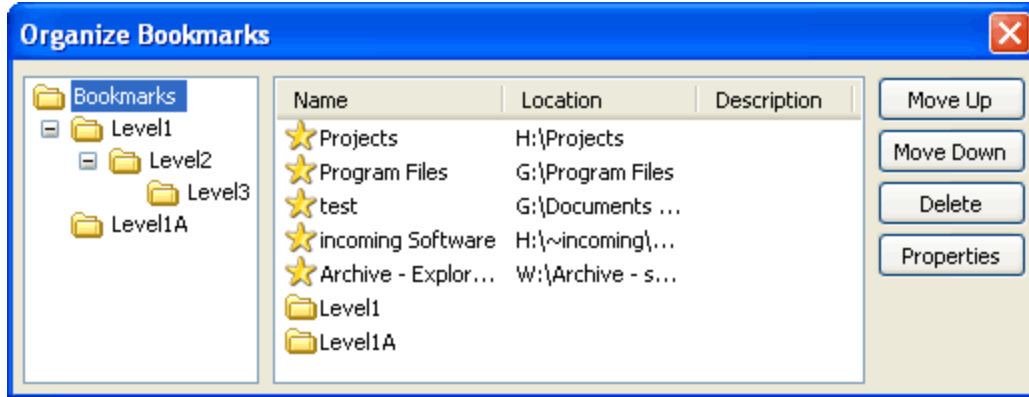 Organize Bookmarks
Bookmarks
Level1
Level2
Level3
Level1A
Name Location Description
Projects H:\Projects
Program Files G:\Program Files
test G:\Documents ...
incoming Software H:\~incoming\...
Archive - Explor... W:\Archive - s...
Level1
Level1A
Move Up
Move Down
Delete
Properties